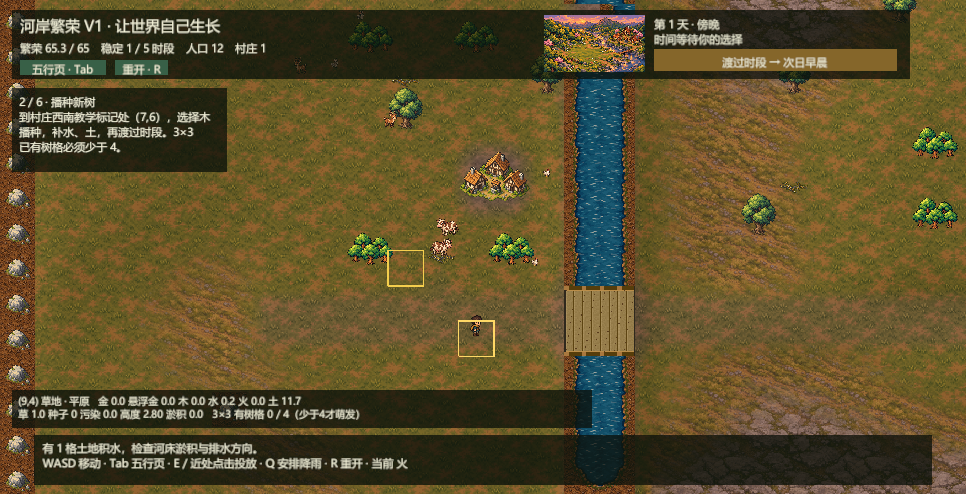 河岸繁荣 V1 · 让世界自己生长
繁荣 65.3 / 65 稳定 1 / 5 时段 人口 12 村庄 1
五行页 · Tab 重开 · R
第 1 天 · 傍晚
时间等待你的选择
渡过时段 → 次日早晨
2 / 6 · 播种新树
到村庄西南教学标记处（7,6），选择木
播种，补水、土，再渡过时段。3×3
已有树格必须少于 4。
(9,4) 草地 · 平原 金 0.0 悬浮金 0.0 木 0.0 水 0.2 火 0.0 土 11.7
草 1.0 种子 0 污染 0.0 高度 2.80 淤积 0.0 3×3 有树格 0 / 4（少于4才萌发）
有 1 格土地积水，检查河床淤积与排水方向。
WASD 移动 · Tab 五行页 · E / 近处点击投放 · Q 安排降雨 · R 重开 · 当前 火